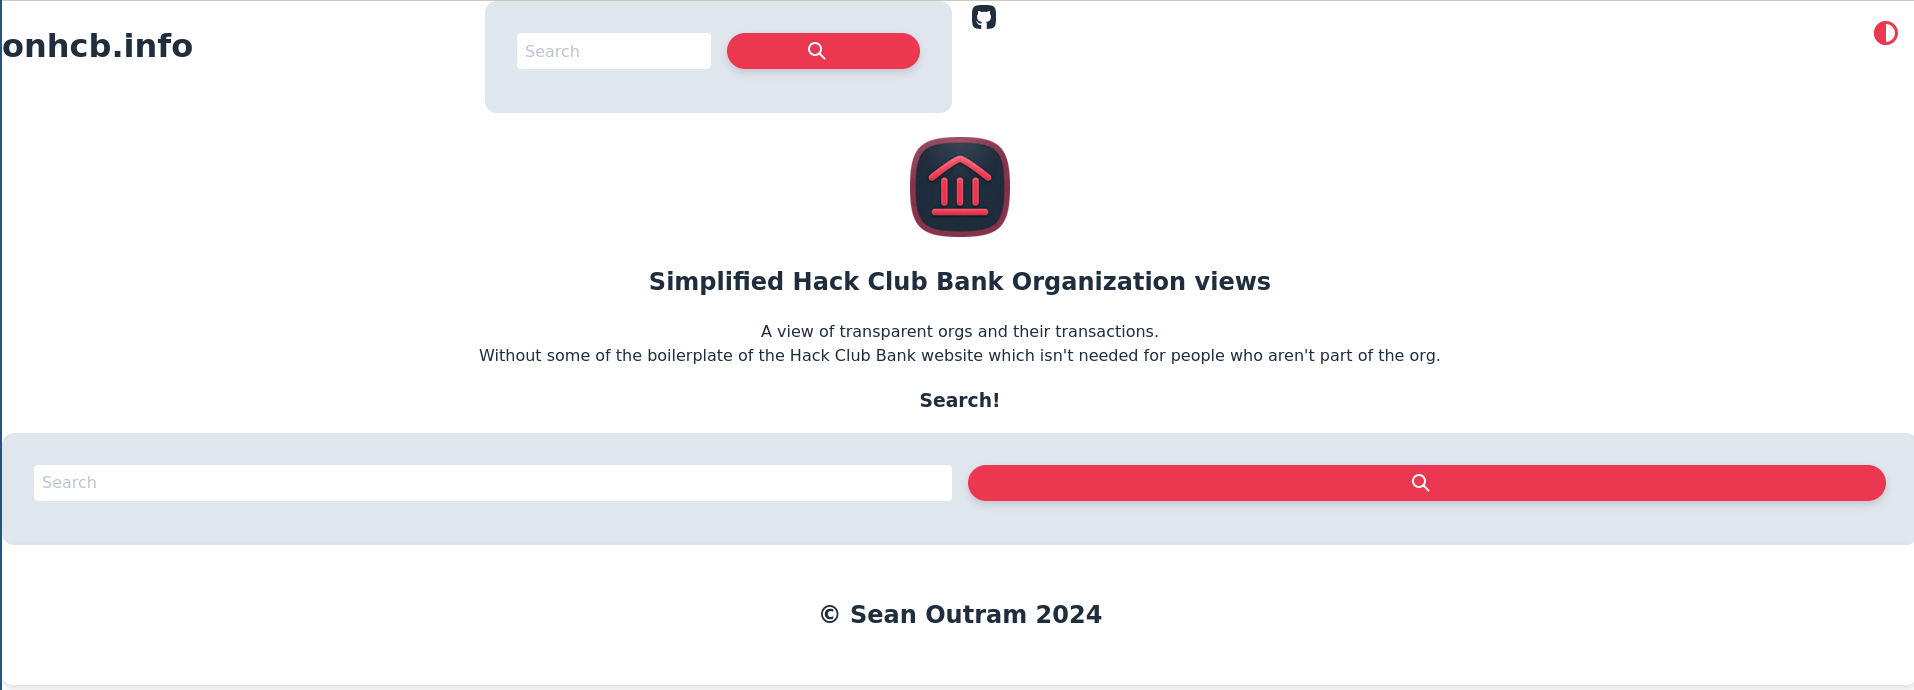 onhcb.info
Search
Simplified Hack Club Bank Organization views
A view of transparent orgs and their transactions.
Without some of the boilerplate of the Hack Club Bank website which isn't needed for people who aren't part of the org.
Search!
Search
© Sean Outram 2024